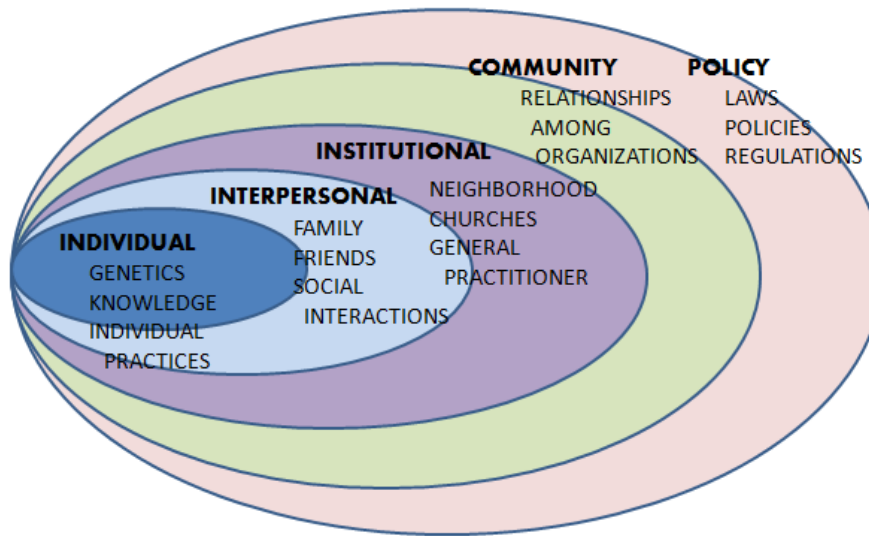 COMMUNITY
RELATIONSHIPS
AMONG
ORGANIZATIONS
POLICY
LAWS
POLICIES
REGULATIONS
INSTITUTIONAL
NEIGHBORHOOD
CHURCHES
GENERAL
PRACTITIONER
INTERPERSONAL
FAMILY
FRIENDS
SOCIAL
INTERACTIONS
INDIVIDUAL
GENETICS
KNOWLEDGE
INDIVIDUAL
PRACTICES